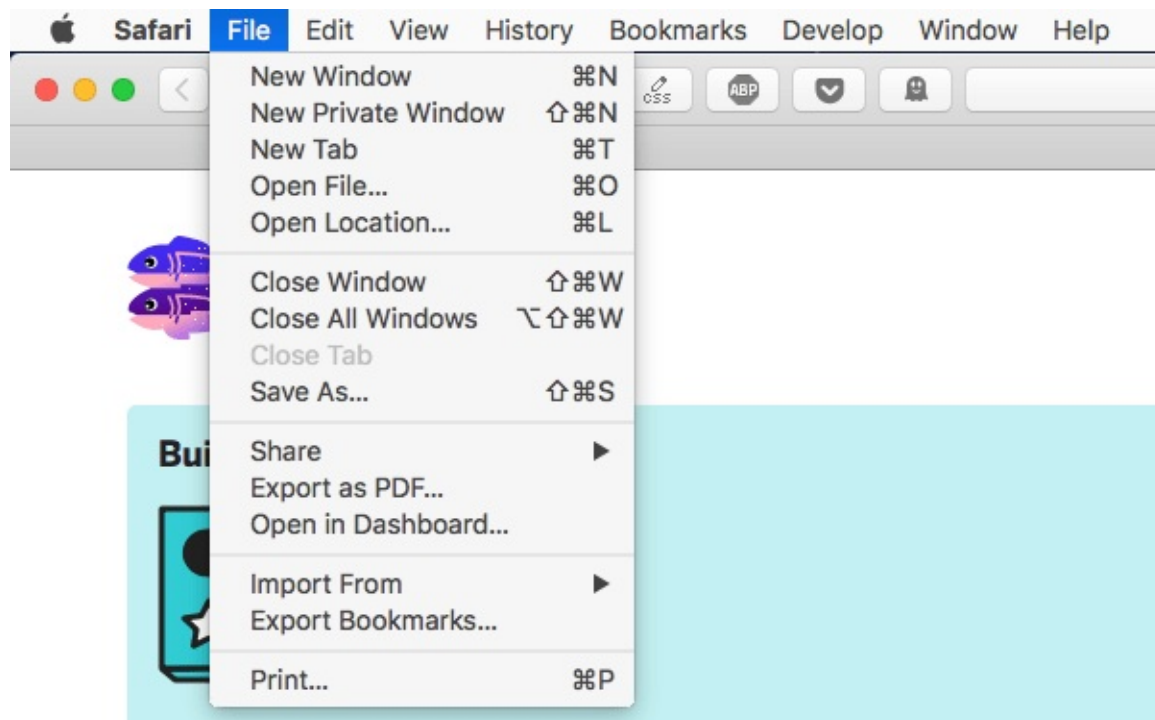 Safari File Edit View History Bookmarks Develop Window Help
css ABP
New Window ⌘N
New Private Window ⇧⌘N
New Tab ⌘T
Open File... ⌘O
Open Location... ⌘L
Close Window ⇧⌘W
Close All Windows ⌥⇧⌘W
Close Tab
Save As... ⇧⌘S
Share ▶
Bui
Export as PDF...
Open in Dashboard...
Import From ▶
Export Bookmarks...
Print... ⌘P